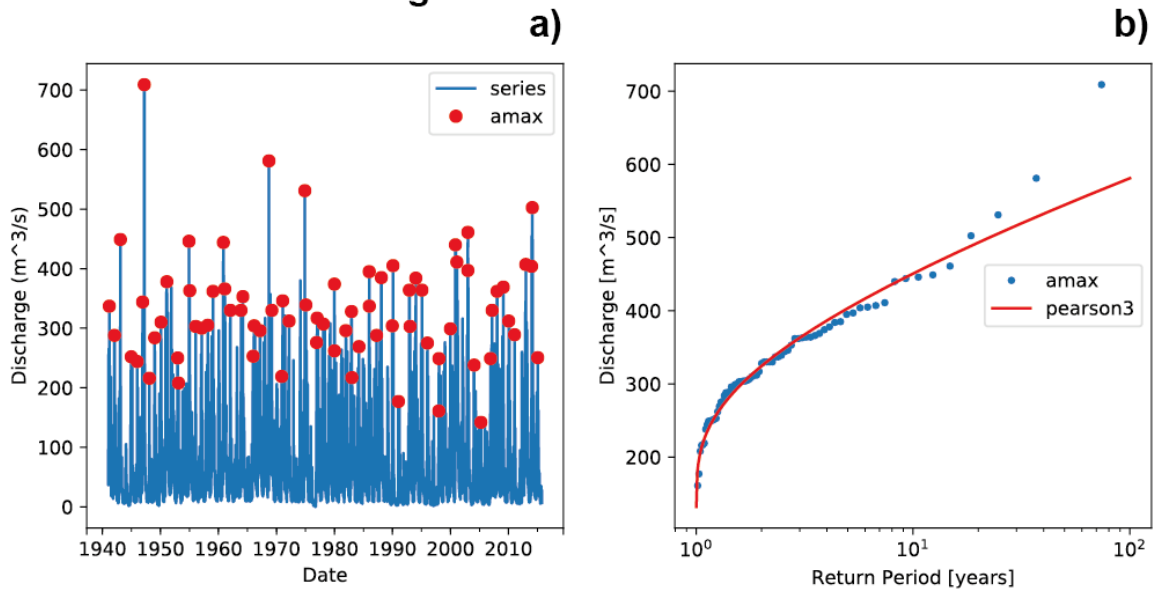 g
a)
b)
700
600
500
400
300
200
100
0
Discharge (m^3/s)
series
amax
1940 1950 1960 1970 1980 1990 2000 2010
Date
700
600
500
400
300
200
Discharge [m^3/s]
amax
pearson3
10^0 10^1 10^2
Return Period [years]